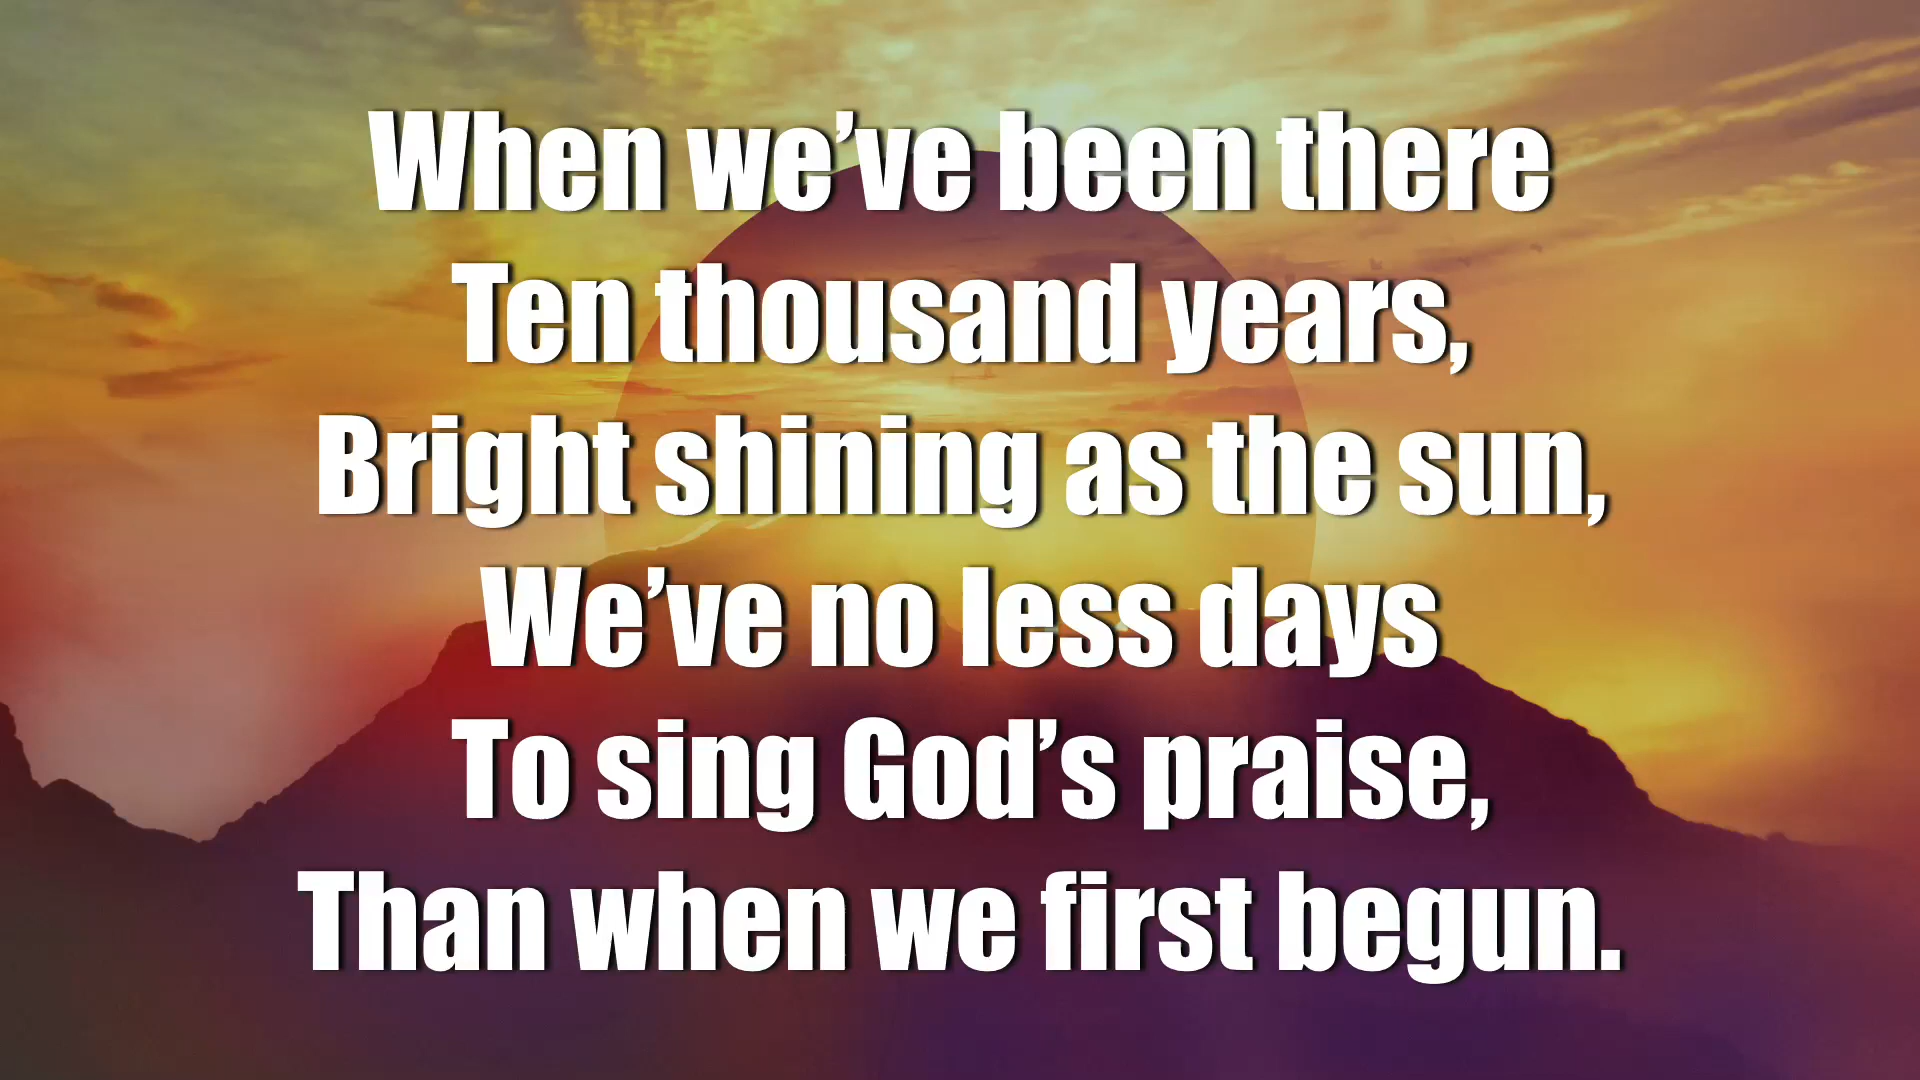 When we’ve been there
Ten thousand years,
Bright shining as the sun,
We’ve no less days
To sing God’s praise,
Than when we first begun.